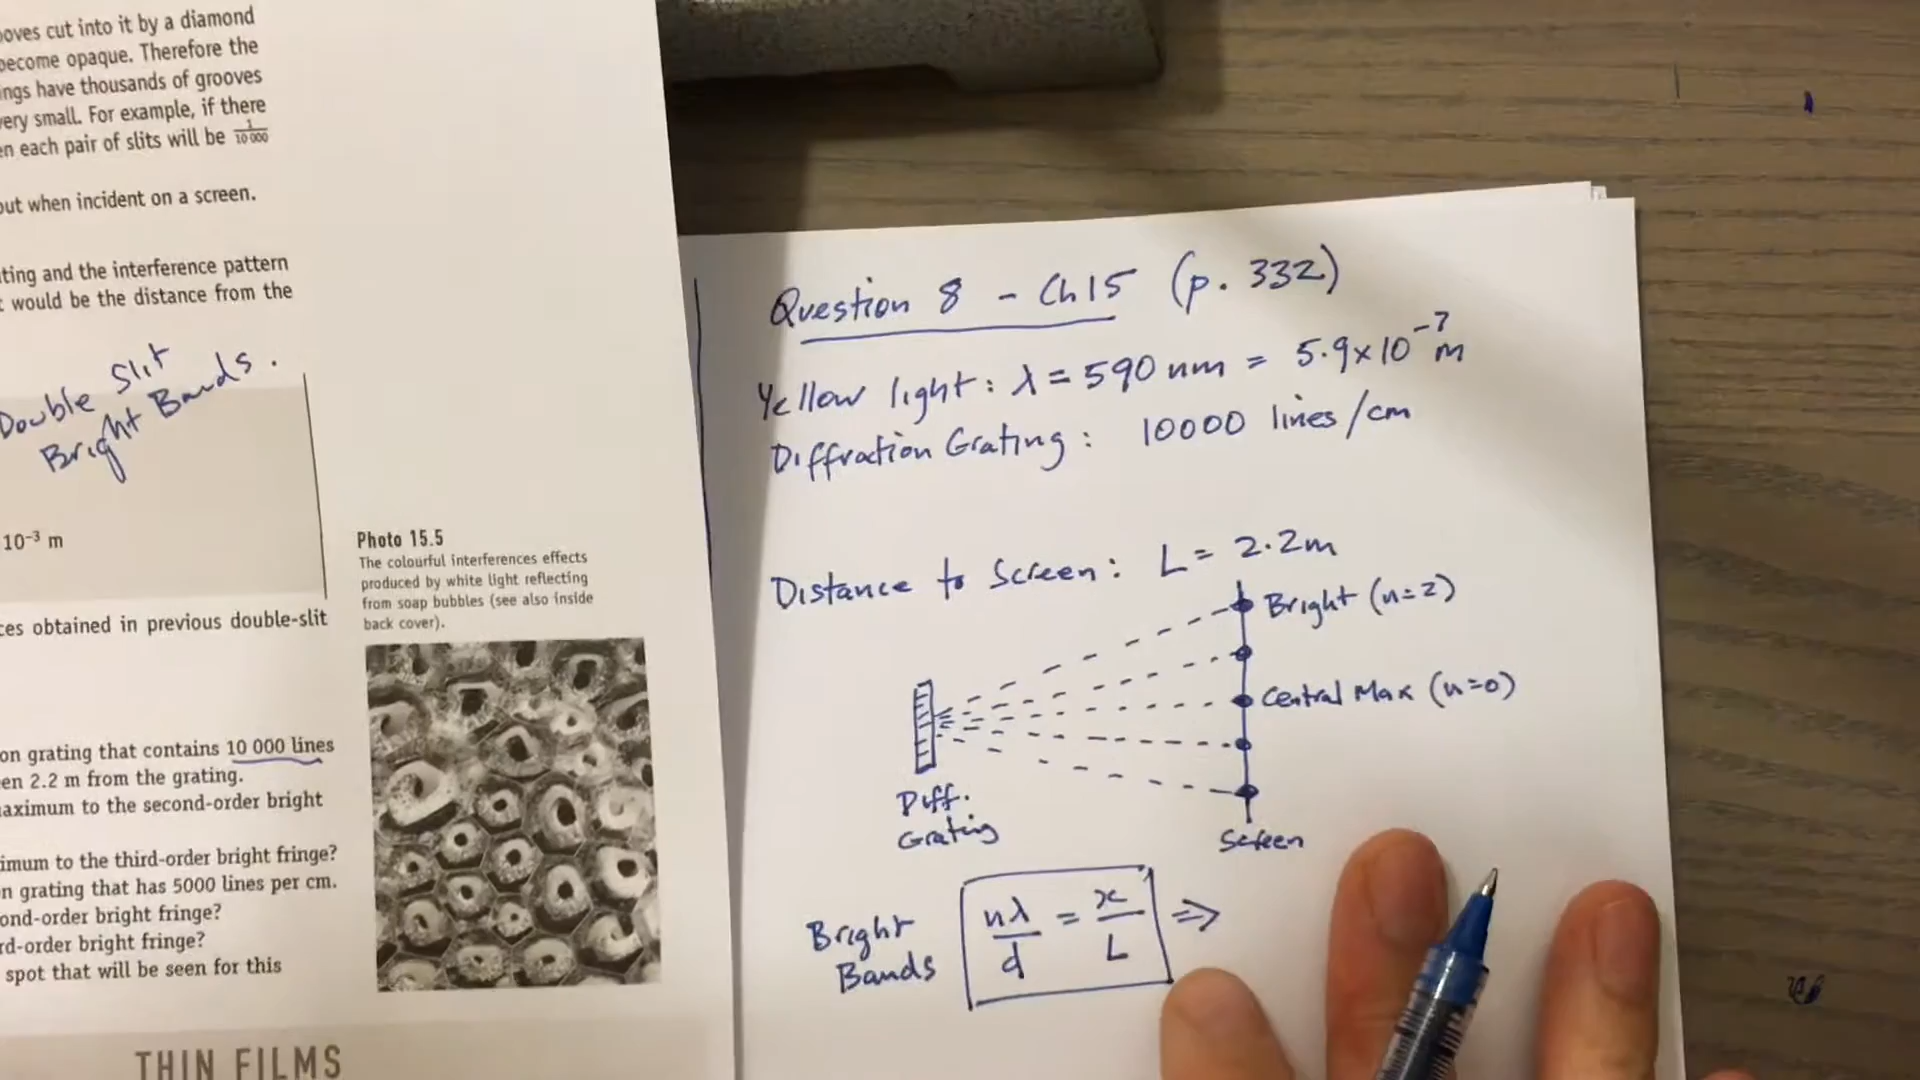 oves cut into it by a diamond
become opaque. Therefore the
ngs have thousands of grooves
very small. For example, if there
en each pair of slits will be 1/10 000
out when incident on a screen.
ting and the interference pattern
t would be the distance from the
Double Slit
Bright Bands.
10⁻³ m
ces obtained in previous double-slit
on grating that contains 10 000 lines
en 2.2 m from the grating.
aximum to the second-order bright
imum to the third-order bright fringe?
n grating that has 5000 lines per cm.
ond-order bright fringe?
rd-order bright fringe?
spot that will be seen for this
THIN FILMS
Photo 15.5
The colourful interferences effects
produced by white light reflecting
from soap bubbles (see also inside
back cover).
Question 8 - Ch15 (p. 332)
Yellow light: λ = 590 nm = 5.9x10⁻⁷ m
Diffraction Grating: 10000 lines/cm
Distance to Screen: L = 2.2m
Bright (n=2)
Central Max (n=0)
Diff.
Grating
Screen
Bright
Bands
nλ/d = x/L ⇒